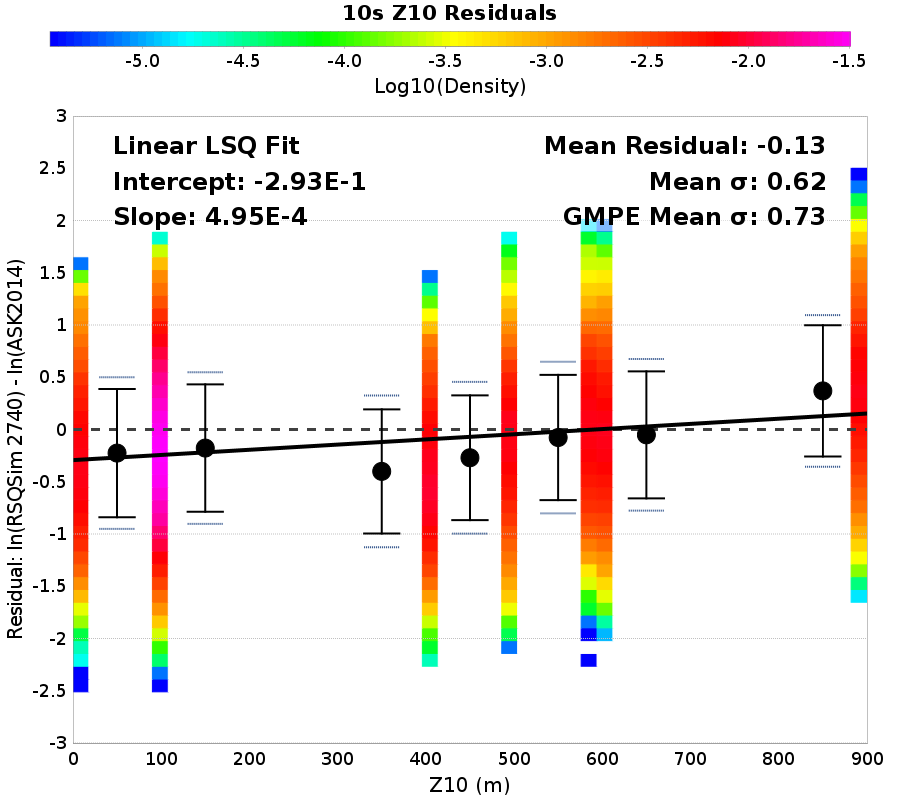 10s Z10 Residuals
-5.0 -4.5 -4.0 -3.5 -3.0 -2.5 -2.0 -1.5
Log10(Density)
Linear LSQ Fit
Intercept: -2.93E-1
Slope: 4.95E-4
Mean Residual: -0.13
Mean σ: 0.62
GMPE Mean σ: 0.73
Residual: ln(RSQSim 2740) - ln(ASK2014)
3
2.5
2
1.5
1
0.5
0
-0.5
-1
-1.5
-2
-2.5
-3
0 100 200 300 400 500 600 700 800 900
Z10 (m)